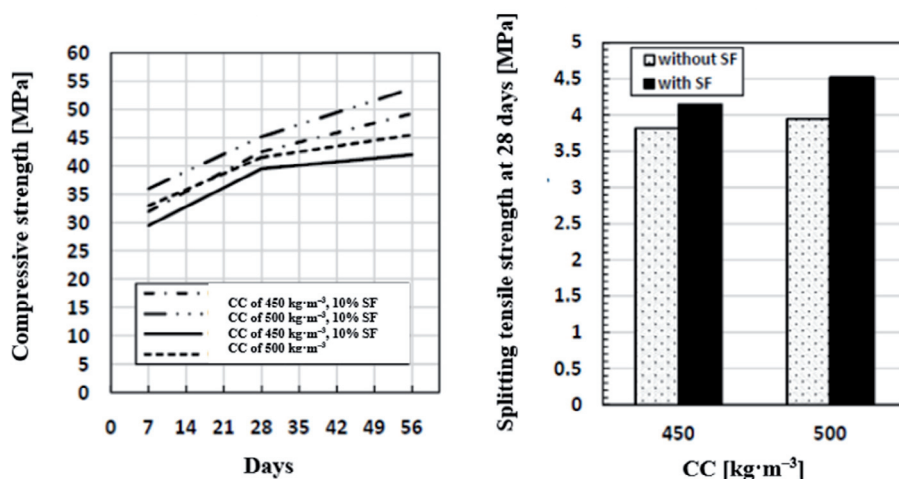 Compressive strength [MPa]
60
55
50
45
40
35
30
25
20
15
10
5
0
CC of 450 kg·m⁻³, 10% SF
CC of 500 kg·m⁻³, 10% SF
CC of 450 kg·m⁻³, 10% SF
CC of 500 kg·m⁻³
0 7 14 21 28 35 42 49 56
Days
Splitting tensile strength at 28 days [MPa]
5
4.5
4
3.5
3
2.5
2
1.5
1
0.5
0
without SF
with SF
450 500
CC [kg·m⁻³]